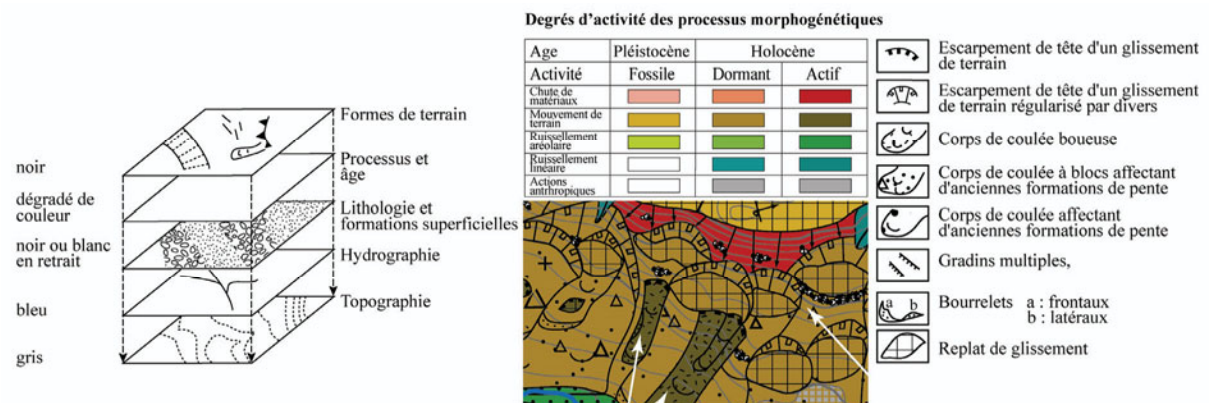 Degrés d'activité des processus morphogénétiques
Age
Pléistocène
Holocène
Activité
Fossile
Dormant
Actif
Chute de
matériaux
Mouvement de
terrain
Ruissellement
aréolaire
Ruissellement
linéaire
Actions
antrhropiques
Formes de terrain
Processus et
âge
Lithologie et
formations superficielles
Hydrographie
Topographie
noir
dégradé de
couleur
noir ou blanc
en retrait
bleu
gris
Escarpement de tête d'un glissement
de terrain
Escarpement de tête d'un glissement
de terrain régularisé par divers
Corps de coulée boueuse
Corps de coulée à blocs affectant
d'anciennes formations de pente
Corps de coulée affectant
d'anciennes formations de pente
Gradins multiples,
a b
Bourrelets a : frontaux
b : latéraux
Replat de glissement